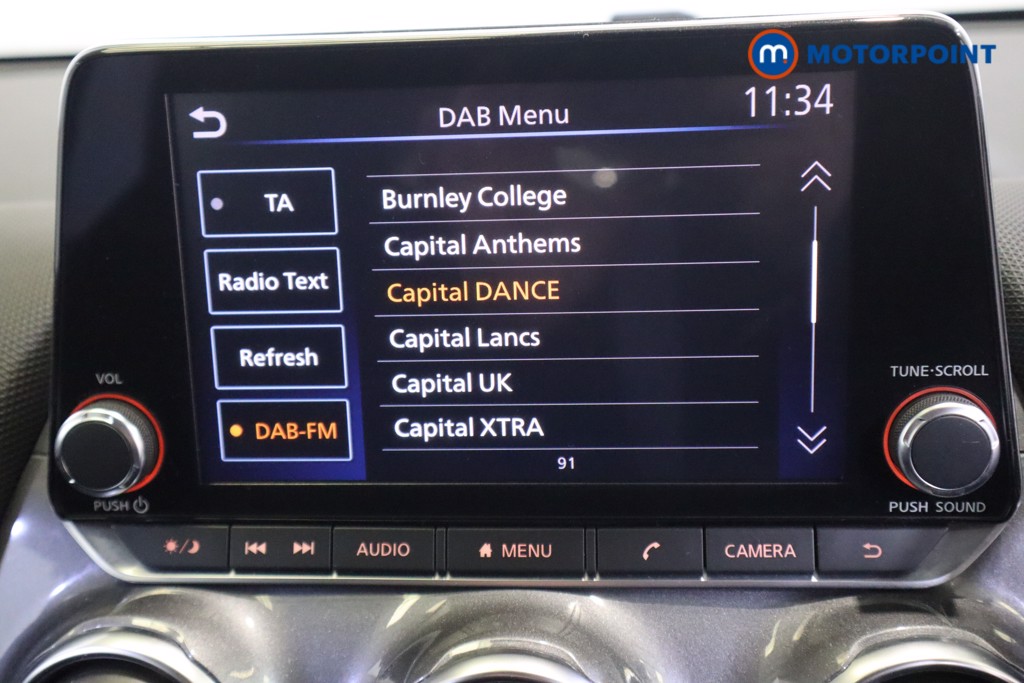 m. MOTORPOINT
DAB Menu
11:34
TA
Radio Text
Refresh
DAB-FM
Burnley College
Capital Anthems
Capital DANCE
Capital Lancs
Capital UK
Capital XTRA
91
VOL
PUSH
TUNE·SCROLL
PUSH SOUND
AUDIO
MENU
CAMERA